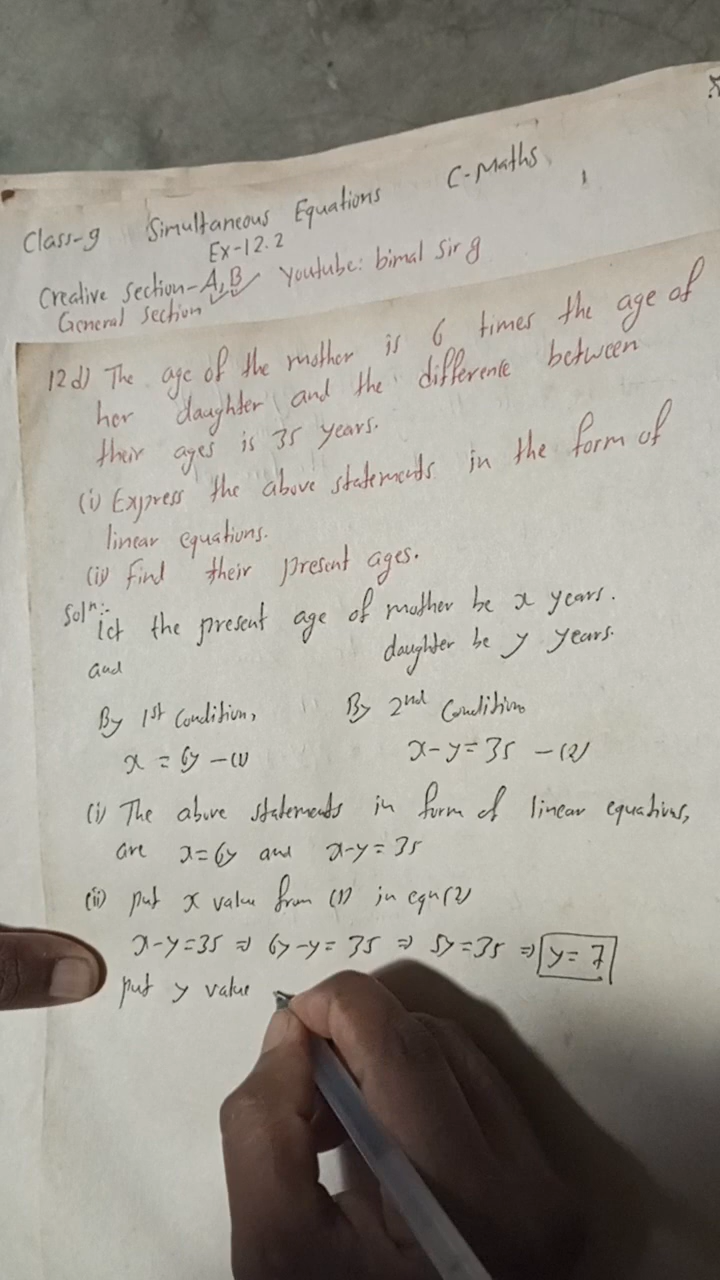 C-Maths
Class-9 Simultaneous Equations
Ex-12.2
Creative section-A,B Youtube: bimal Sir g
General section
12d) The age of the mother is 6 times the age of
her daughter and the difference between
their ages is 35 years.
(i) Express the above statements in the form of
linear equations.
(ii) Find their present ages.
Solⁿ:-
Let the present age of mother be x years.
and daughter be y years.
By 1st Condition, By 2nd Condition,
x = 6y -(1) x-y=35 -(2)
(i) The above statements in form of linear equations,
are x=6y and x-y=35
(ii) put x value from (1) in eqn(2)
x-y=35 ⇒ 6y-y=35 ⇒ 5y=35 ⇒ y=7
put y value